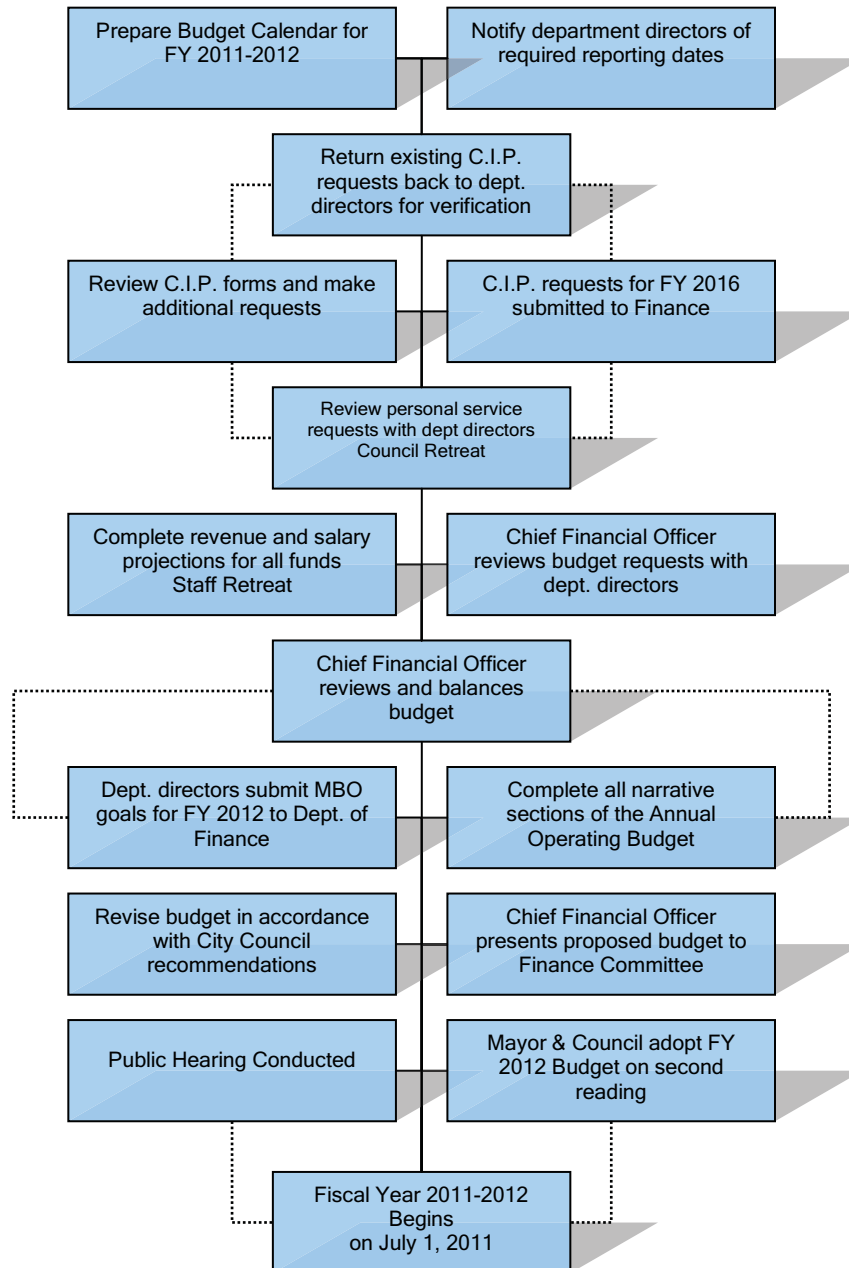 Prepare Budget Calendar for
FY 2011-2012
Notify department directors of
required reporting dates
Return existing C.I.P.
requests back to dept.
directors for verification
Review C.I.P. forms and make
additional requests
C.I.P. requests for FY 2016
submitted to Finance
Review personal service
requests with dept directors
Council Retreat
Complete revenue and salary
projections for all funds
Staff Retreat
Chief Financial Officer
reviews budget requests with
dept. directors
Chief Financial Officer
reviews and balances
budget
Dept. directors submit MBO
goals for FY 2012 to Dept. of
Finance
Complete all narrative
sections of the Annual
Operating Budget
Revise budget in accordance
with City Council
recommendations
Chief Financial Officer
presents proposed budget to
Finance Committee
Public Hearing Conducted
Mayor & Council adopt FY
2012 Budget on second
reading
Fiscal Year 2011-2012
Begins
on July 1, 2011